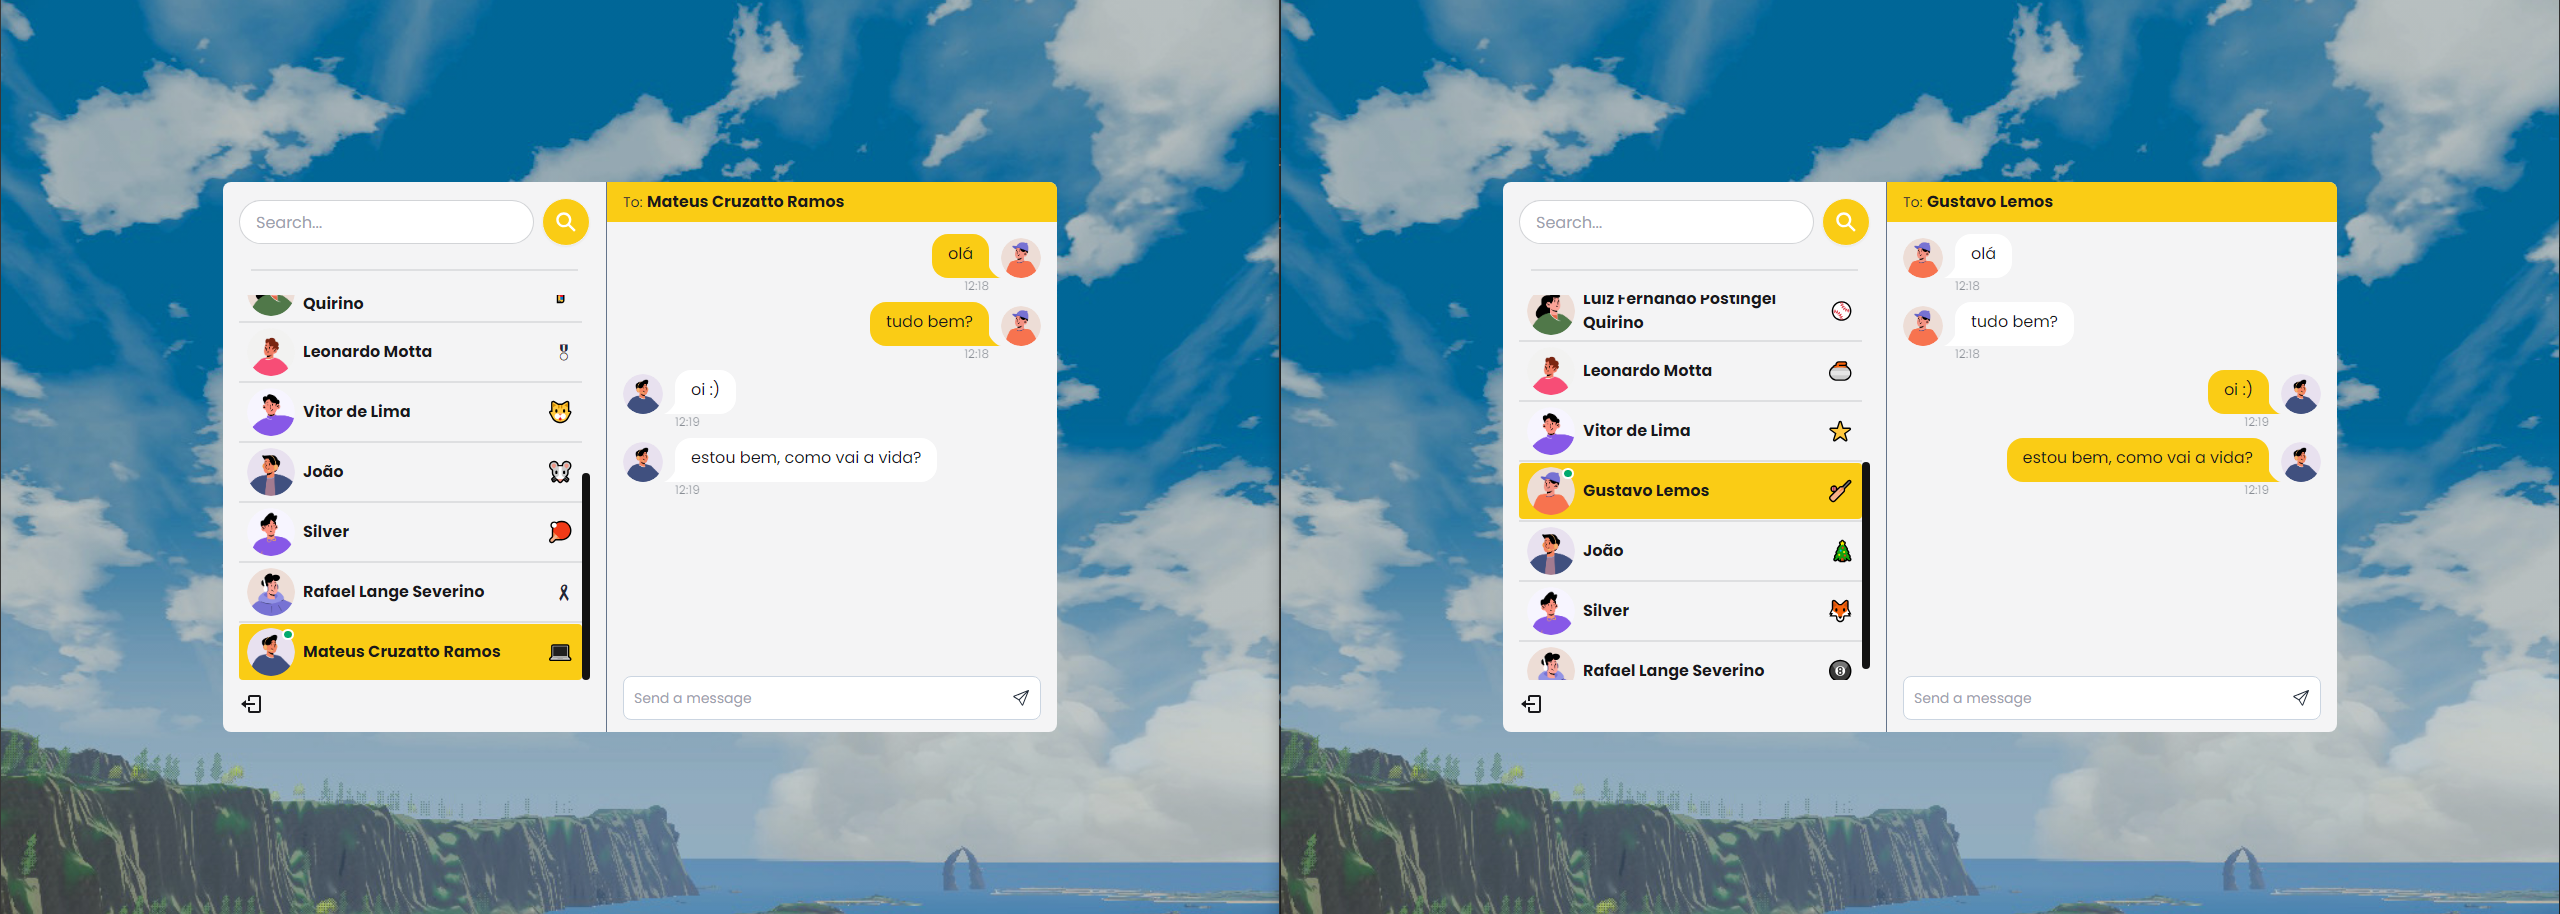 Search...
Quirino
Leonardo Motta
Vitor de Lima
João
Silver
Rafael Lange Severino
Mateus Cruzatto Ramos
To: Mateus Cruzatto Ramos
olá
12:18
tudo bem?
12:18
oi :)
12:19
estou bem, como vai a vida?
12:19
Send a message
Search...
Luiz Fernando Postingel
Quirino
Leonardo Motta
Vitor de Lima
Gustavo Lemos
João
Silver
Rafael Lange Severino
8
To: Gustavo Lemos
olá
12:18
tudo bem?
12:18
oi :)
12:19
estou bem, como vai a vida?
12:19
Send a message